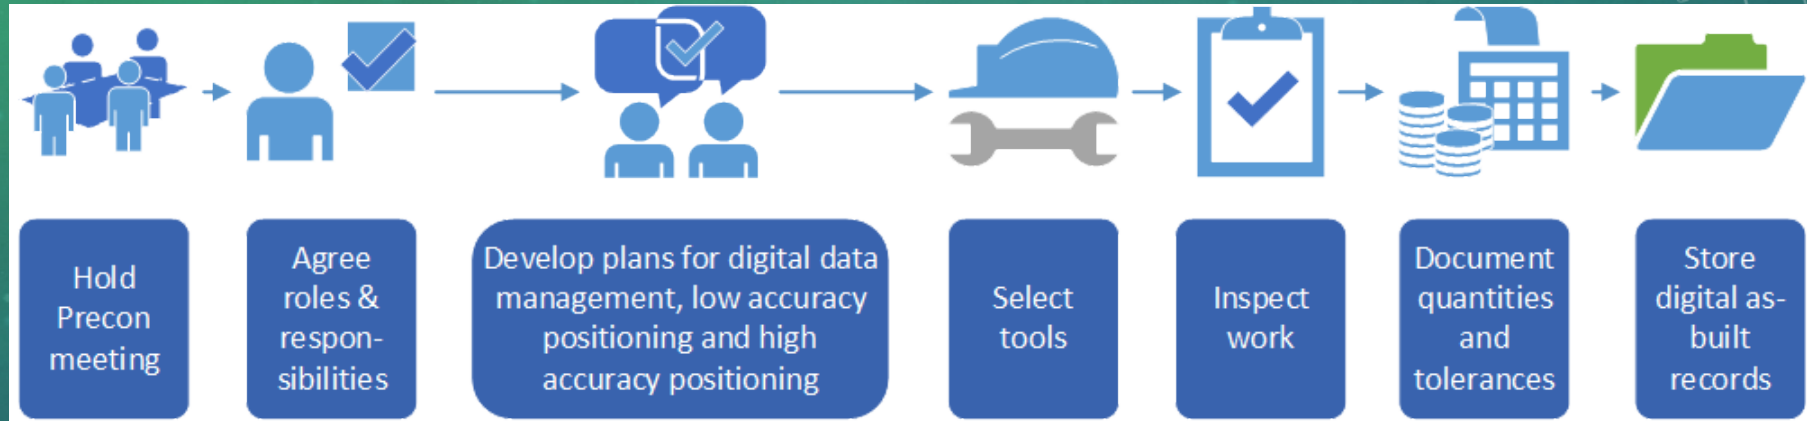 Hold
Precon
meeting
Agree
roles &
respon-
sibilities
Develop plans for digital data
management, low accuracy
positioning and high
accuracy positioning
Select
tools
Inspect
work
Document
quantities
and
tolerances
Store
digital as-
built
records